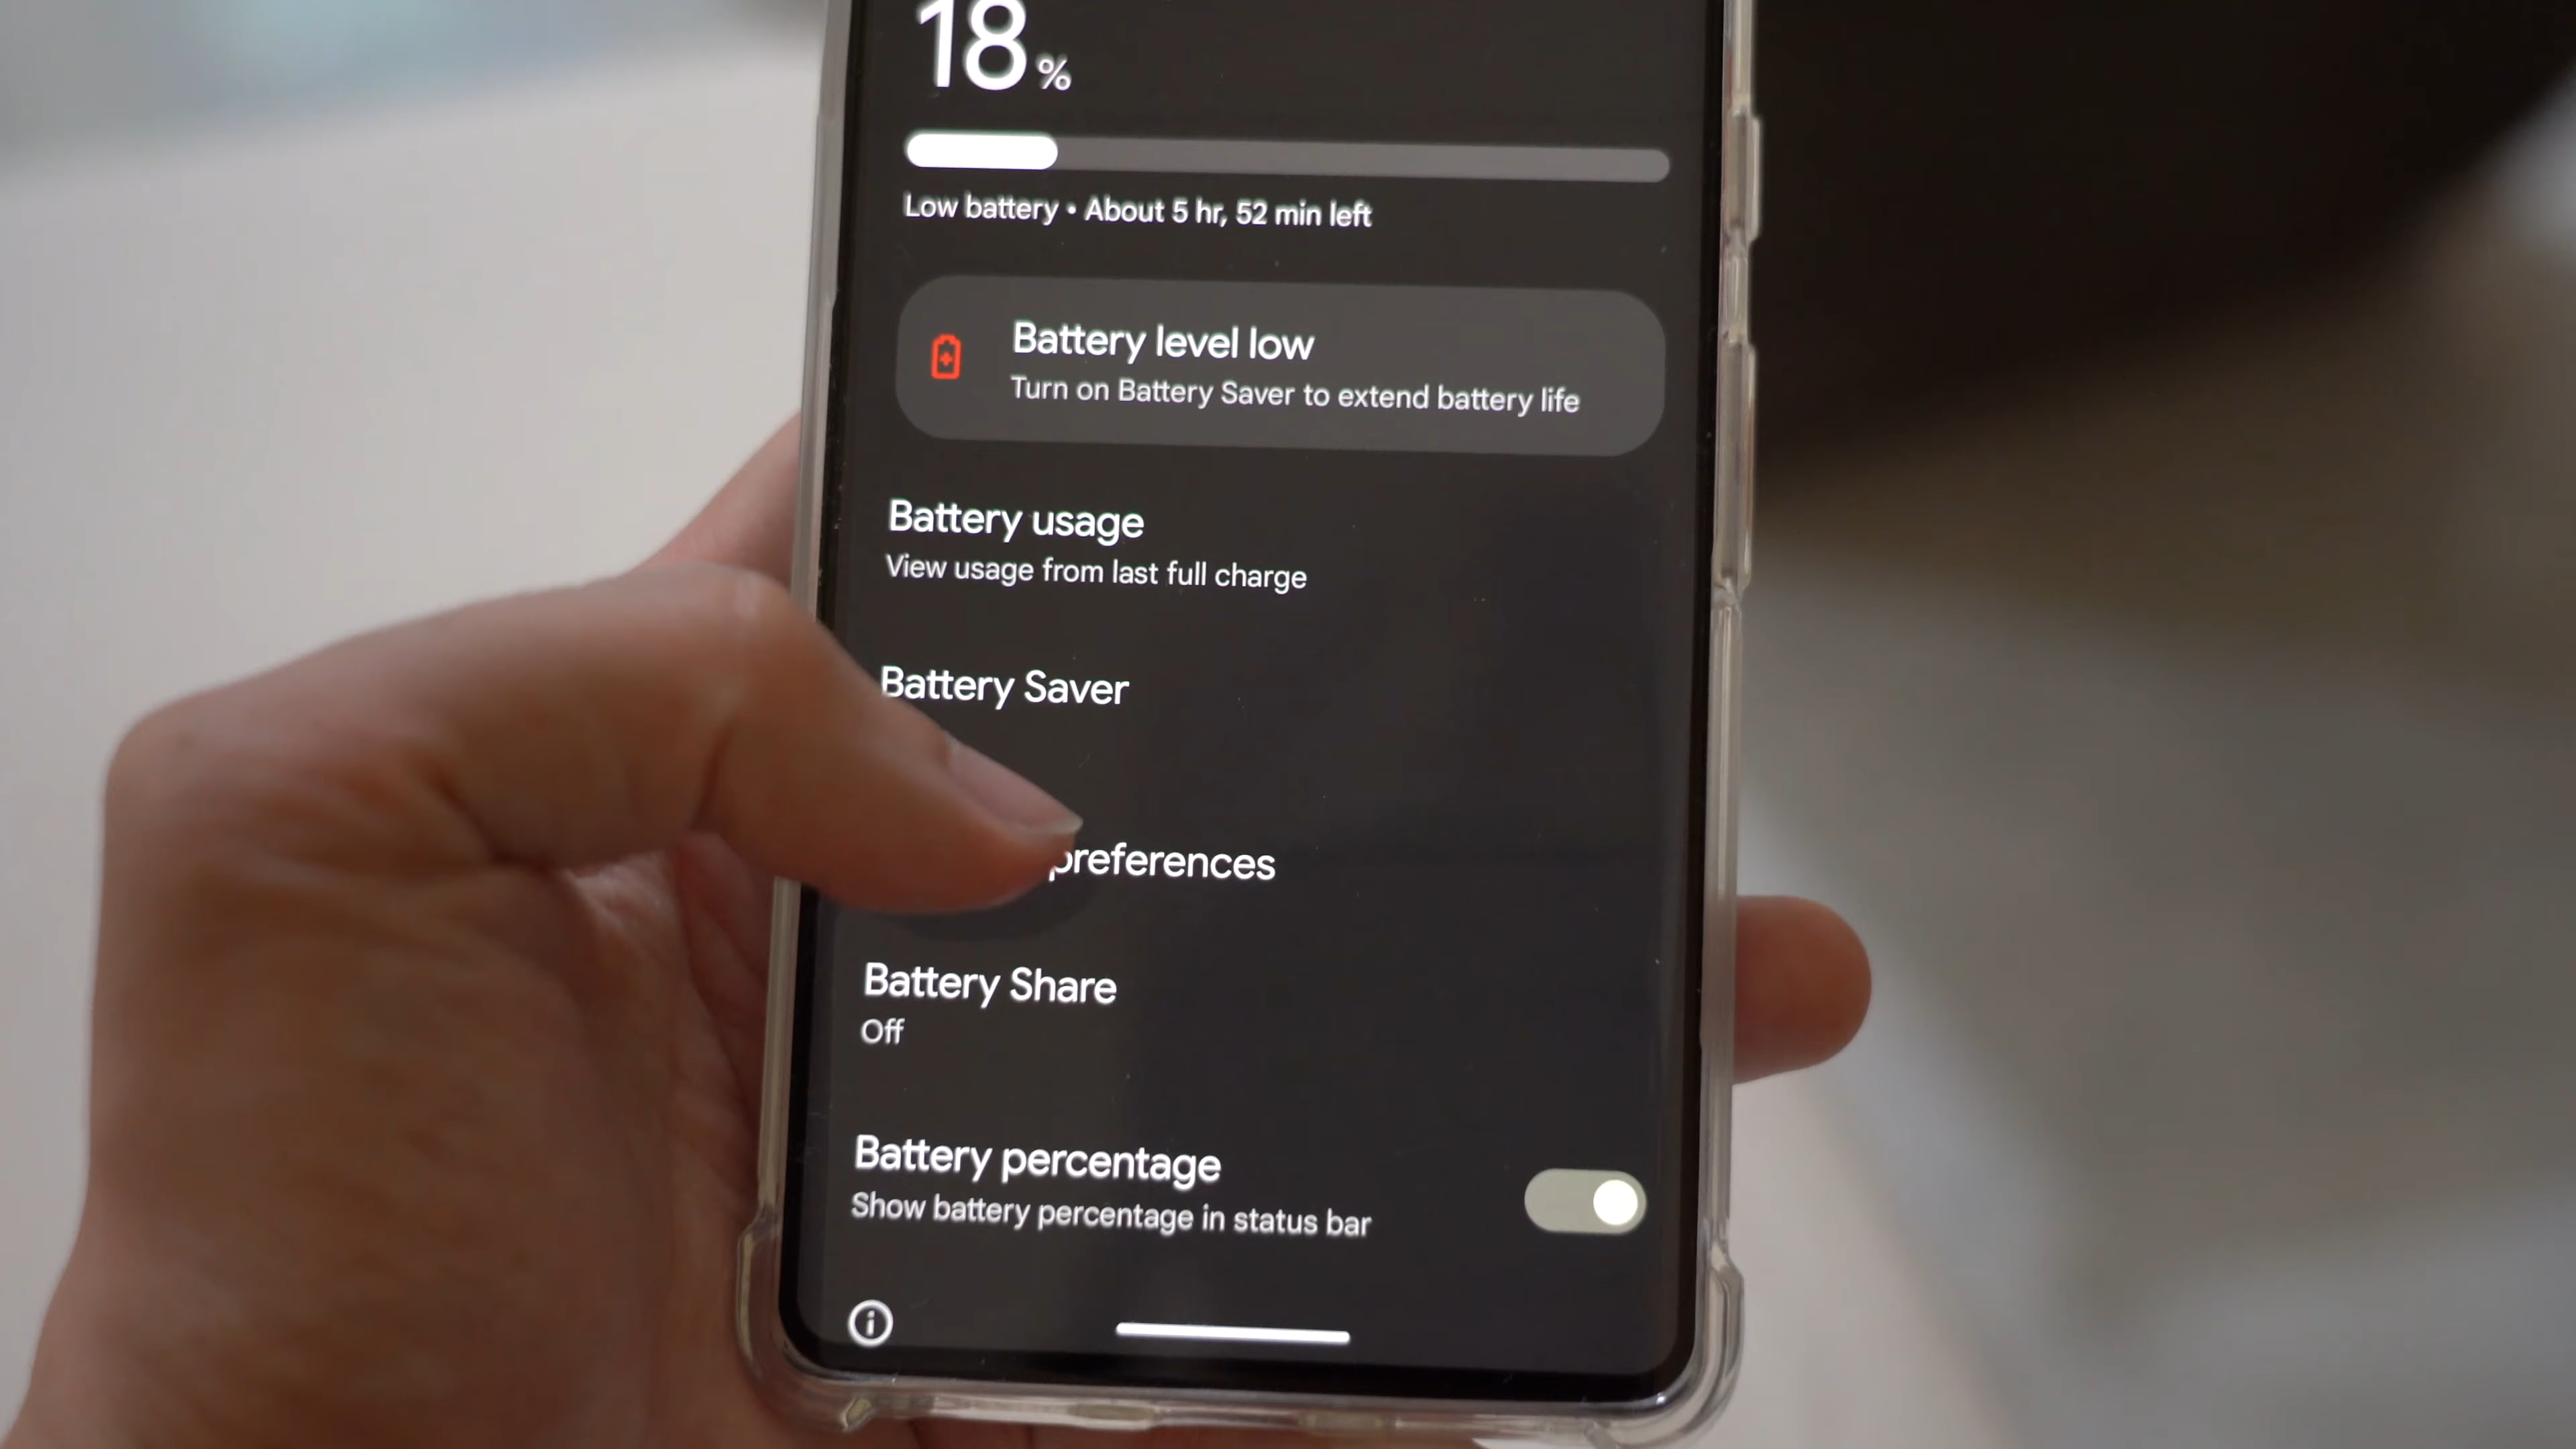 18%
Low battery • About 5 hr, 52 min left
Battery level low
Turn on Battery Saver to extend battery life
Battery usage
View usage from last full charge
Battery Saver
preferences
Battery Share
Off
Battery percentage
Show battery percentage in status bar